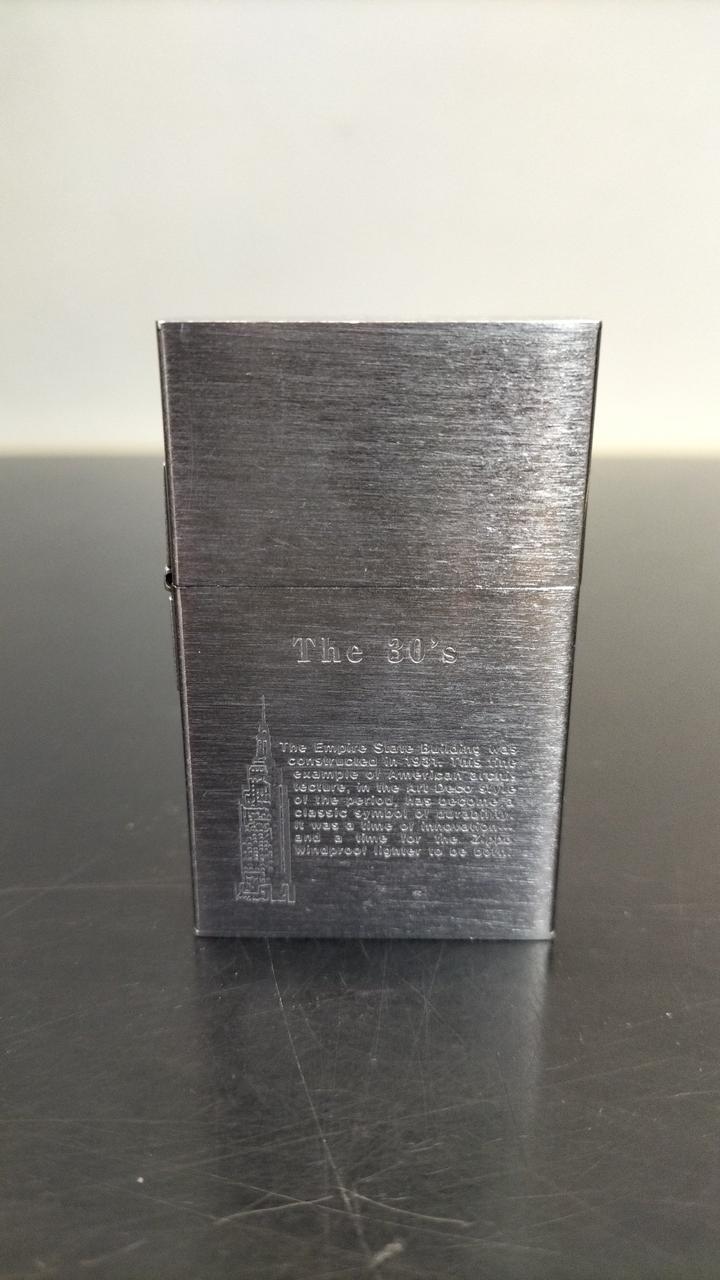 The 30's
The Empire State Building was
constructed in 1931. This fine
example of American archi-
tecture, in the Art Deco style
of the period, has become a
classic symbol of durability.
It was a time of innovation...
and a time for the Zippo
windproof lighter to be born.